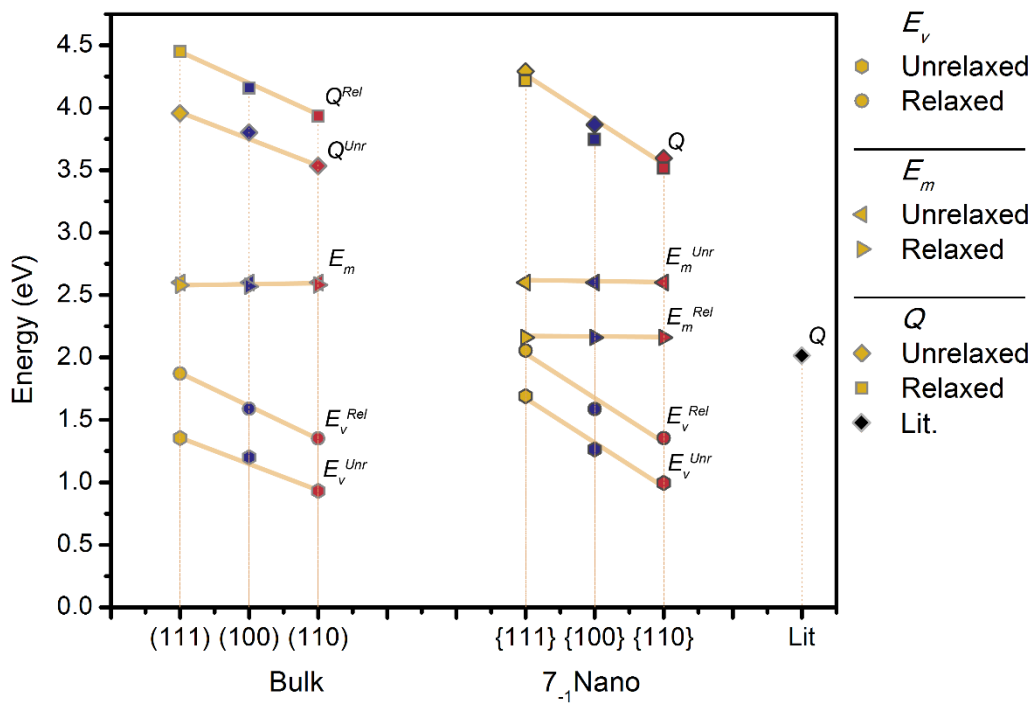 4.5
4.0
3.5
3.0
2.5
2.0
1.5
1.0
0.5
0.0
Energy (eV)
Q^Rel
Q^Unr
E_m
E_v^Rel
E_v^Unr
Q
E_m^Unr
E_m^Rel
E_v^Rel
E_v^Unr
Q
(111) (100) (110)
{111} {100} {110}
Lit
Bulk
7_-1Nano
E_v
Unrelaxed
Relaxed
E_m
Unrelaxed
Relaxed
Q
Unrelaxed
Relaxed
Lit.